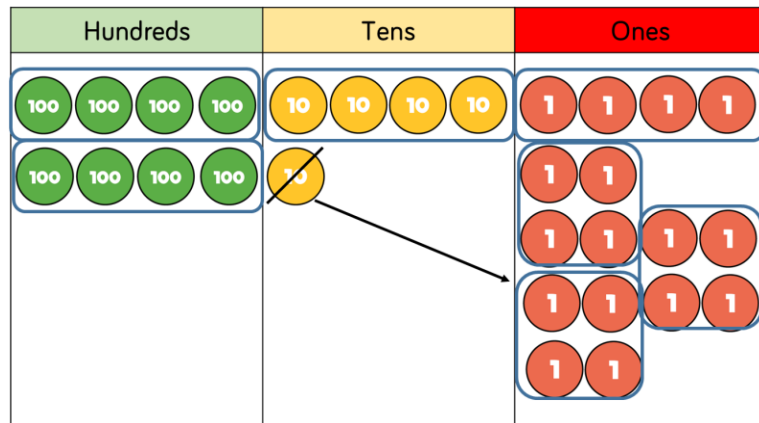 Hundreds Tens Ones
100 100 100 100 10 10 10 10 1 1 1 1
100 100 100 100 10 1 1
1 1 1 1
1 1 1 1
1 1